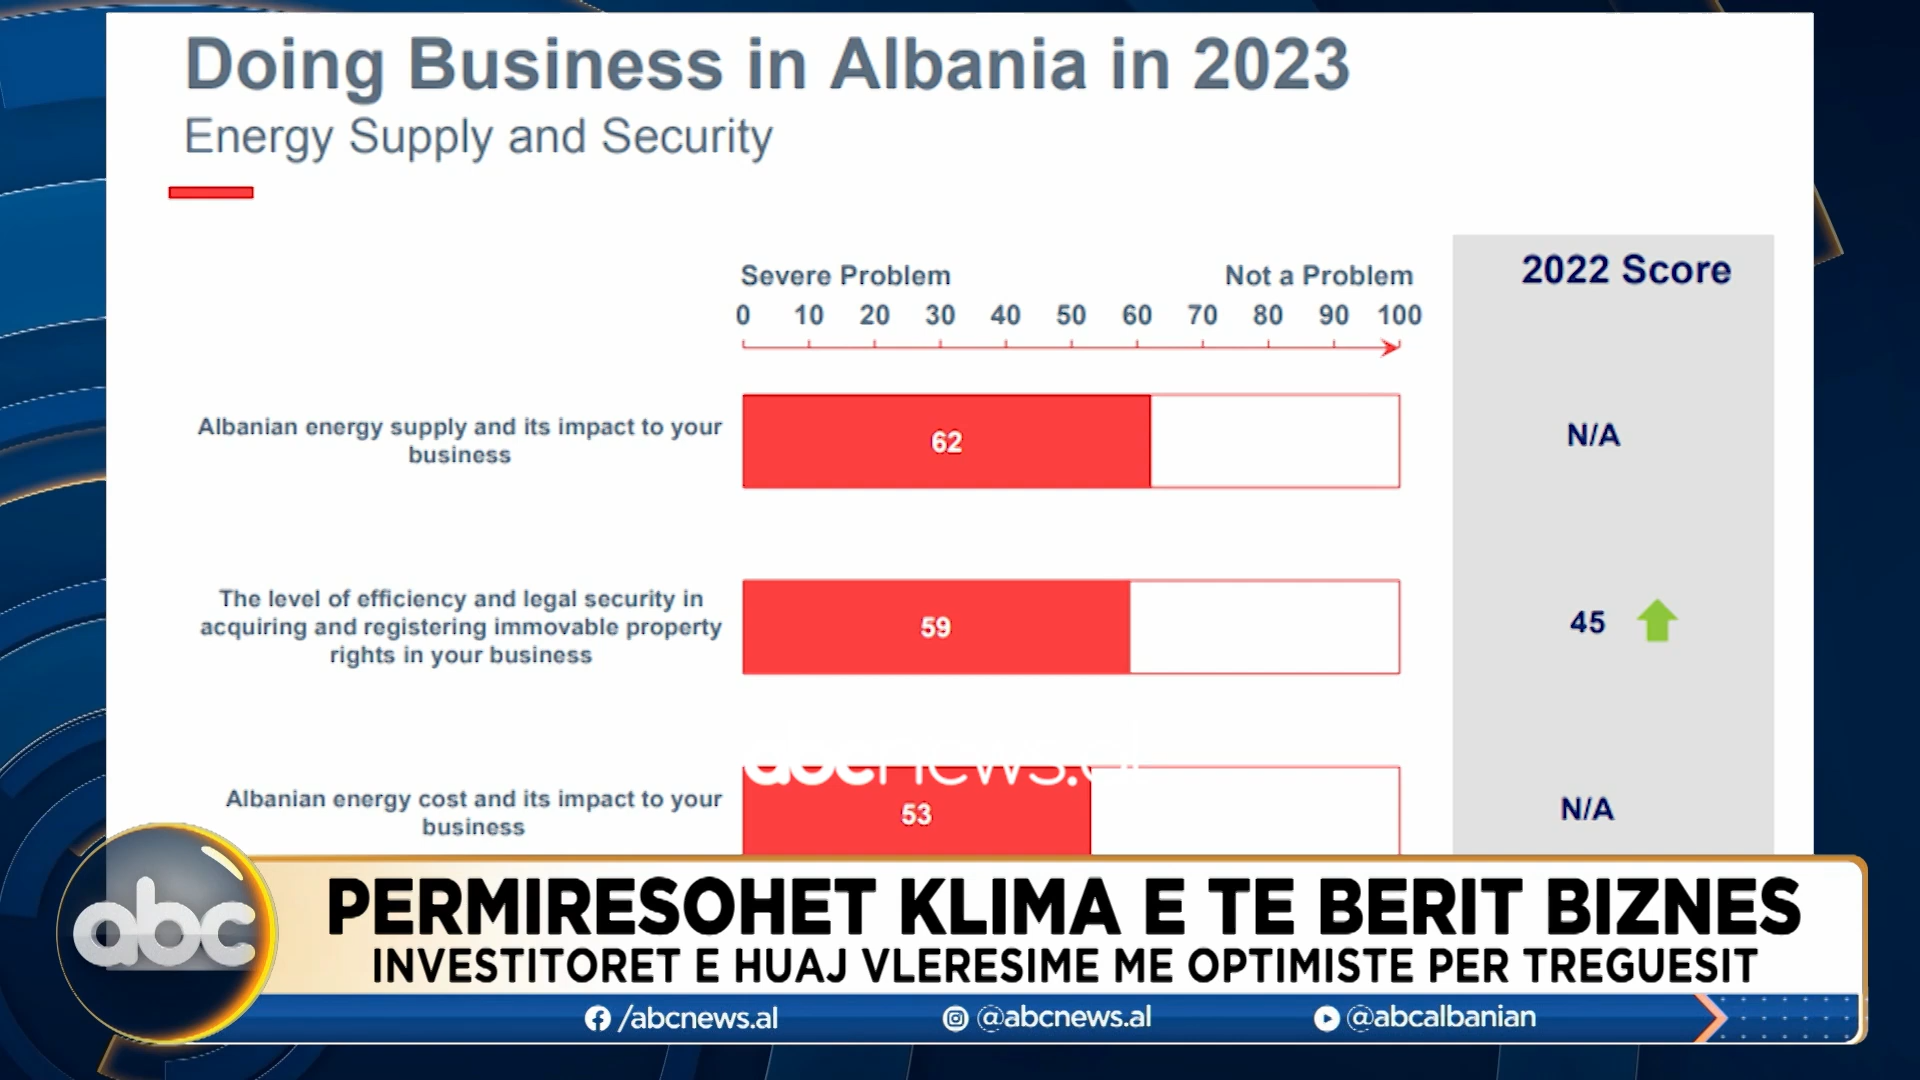 Doing Business in Albania in 2023
Energy Supply and Security
Severe Problem Not a Problem
0 10 20 30 40 50 60 70 80 90 100
2022 Score
Albanian energy supply and its impact to your
business
62
N/A
The level of efficiency and legal security in
acquiring and registering immovable property
rights in your business
59
45
abcnews.al
Albanian energy cost and its impact to your
business
53
N/A
abc
PERMIRESOHET KLIMA E TE BERIT BIZNES
INVESTITORET E HUAJ VLERESIME ME OPTIMISTE PER TREGUESIT
/abcnews.al @abcnews.al @abcalbanian